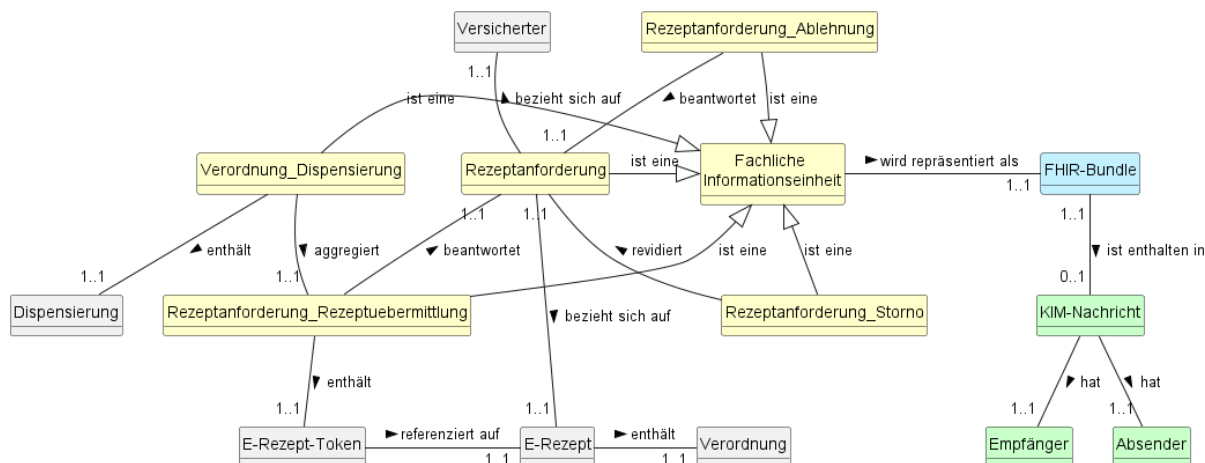 Versicherter
Rezeptanforderung_Ablehnung
1..1
ist eine
bezieht sich auf
beantwortet
ist eine
1..1
Verordnung_Dispensierung
Rezeptanforderung
ist eine
Fachliche
Informationseinheit
wird repräsentiert als
1..1
FHIR-Bundle
1..1
1..1
1..1
enthält
aggregiert
beantwortet
revidiert
ist eine
ist eine
ist enthalten in
1..1
1..1
0..1
Dispensierung
Rezeptanforderung_Rezeptuebermittlung
bezieht sich auf
Rezeptanforderung_Storno
KIM-Nachricht
enthält
hat
hat
1..1
1..1
1..1
1..1
E-Rezept-Token
referenziert auf
1..1
E-Rezept
enthält
1..1
Verordnung
Empfänger
Absender